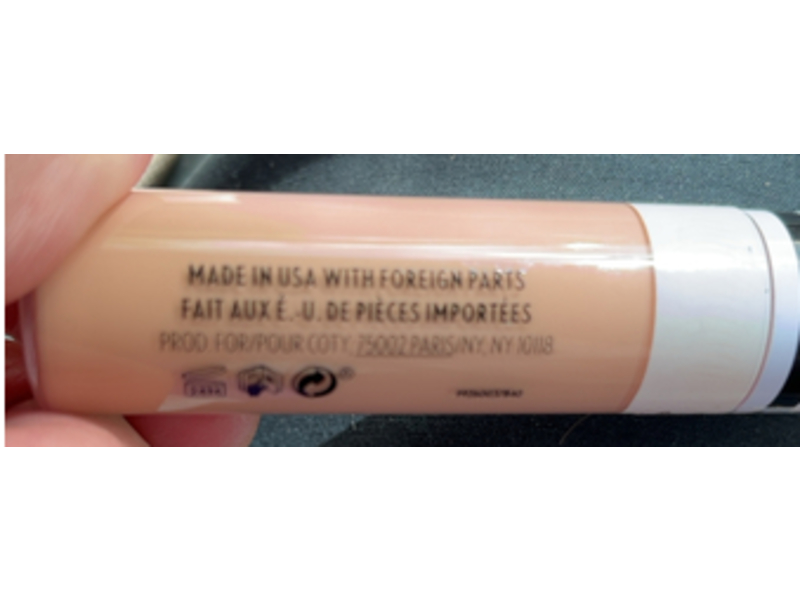 MADE IN USA WITH FOREIGN PARTS
FAIT AUX É.-U. DE PIÈCES IMPORTÉES
PROD. FOR/POUR COTY, 75002 PARIS/NY, NY 10118